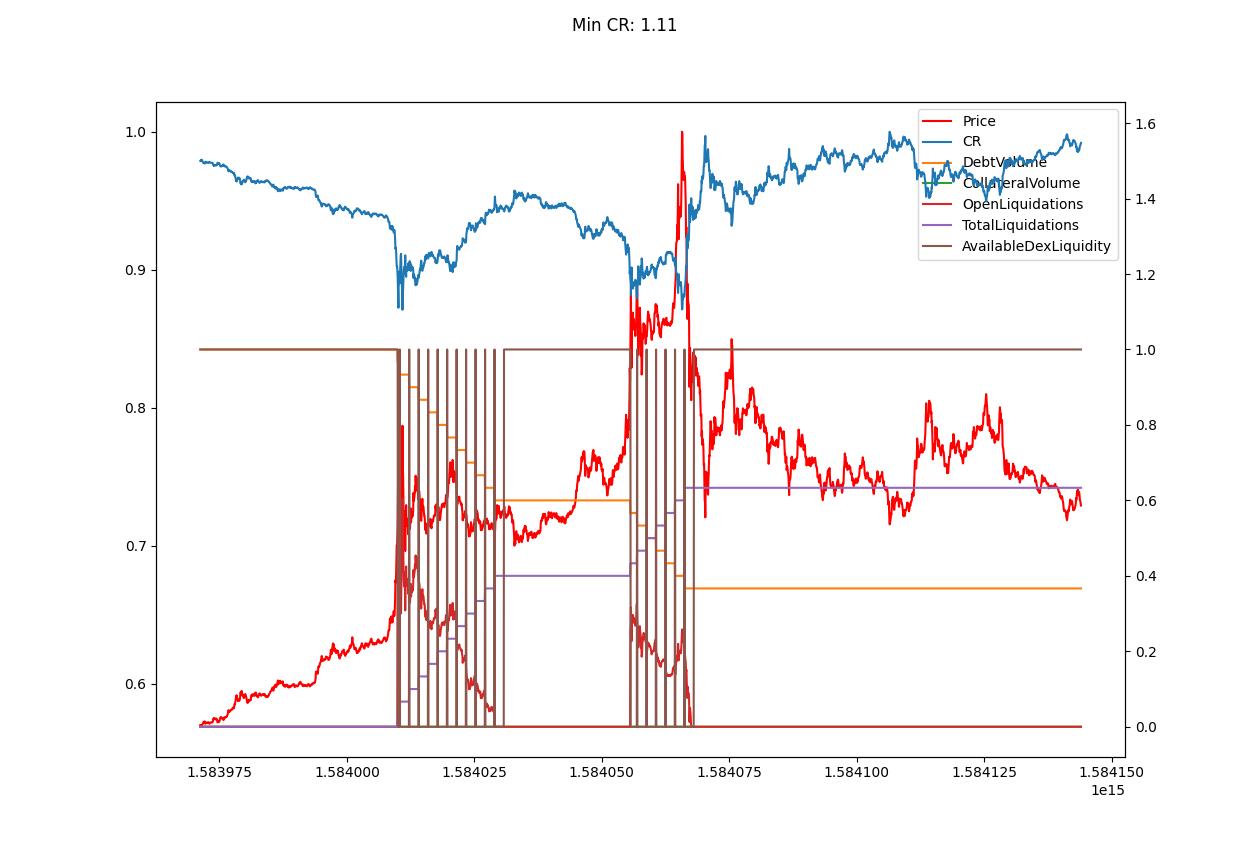 Min CR: 1.11
1.0
0.9
0.8
0.7
0.6
1.6
1.4
1.2
1.0
0.8
0.6
0.4
0.2
0.0
Price
CR
DebtVolume
CollateralVolume
OpenLiquidations
TotalLiquidations
AvailableDexLiquidity
1.583975 1.584000 1.584025 1.584050 1.584075 1.584100 1.584125 1.584150
1e15